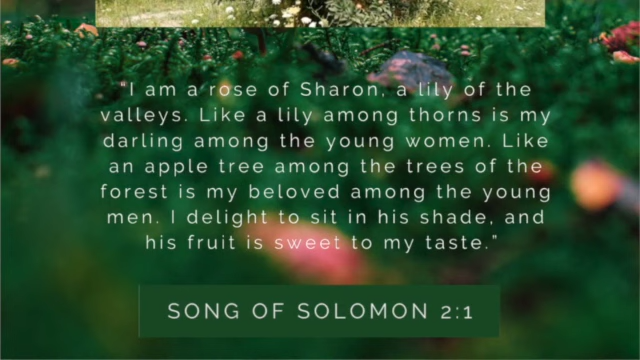 “I am a rose of Sharon, a lily of the
valleys. Like a lily among thorns is my
darling among the young women. Like
an apple tree among the trees of the
forest is my beloved among the young
men. I delight to sit in his shade, and
his fruit is sweet to my taste.”
SONG OF SOLOMON 2:1